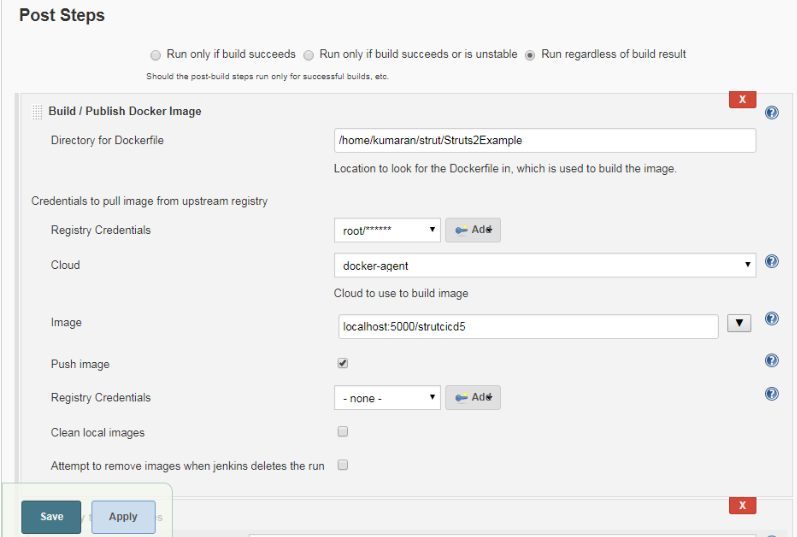 Post Steps
Run only if build succeeds Run only if build succeeds or is unstable Run regardless of build result
Should the post-build steps run only for successful builds, etc.
X
Build / Publish Docker Image
Directory for Dockerfile /home/kumaran/strut/Struts2Example
Location to look for the Dockerfile in, which is used to build the image.
Credentials to pull image from upstream registry
Registry Credentials root/****** Add
Cloud docker-agent
Cloud to use to build image
Image localhost:5000/strutcicd5
Push image
Registry Credentials - none - Add
Clean local images
Attempt to remove images when jenkins deletes the run
X
Save Apply